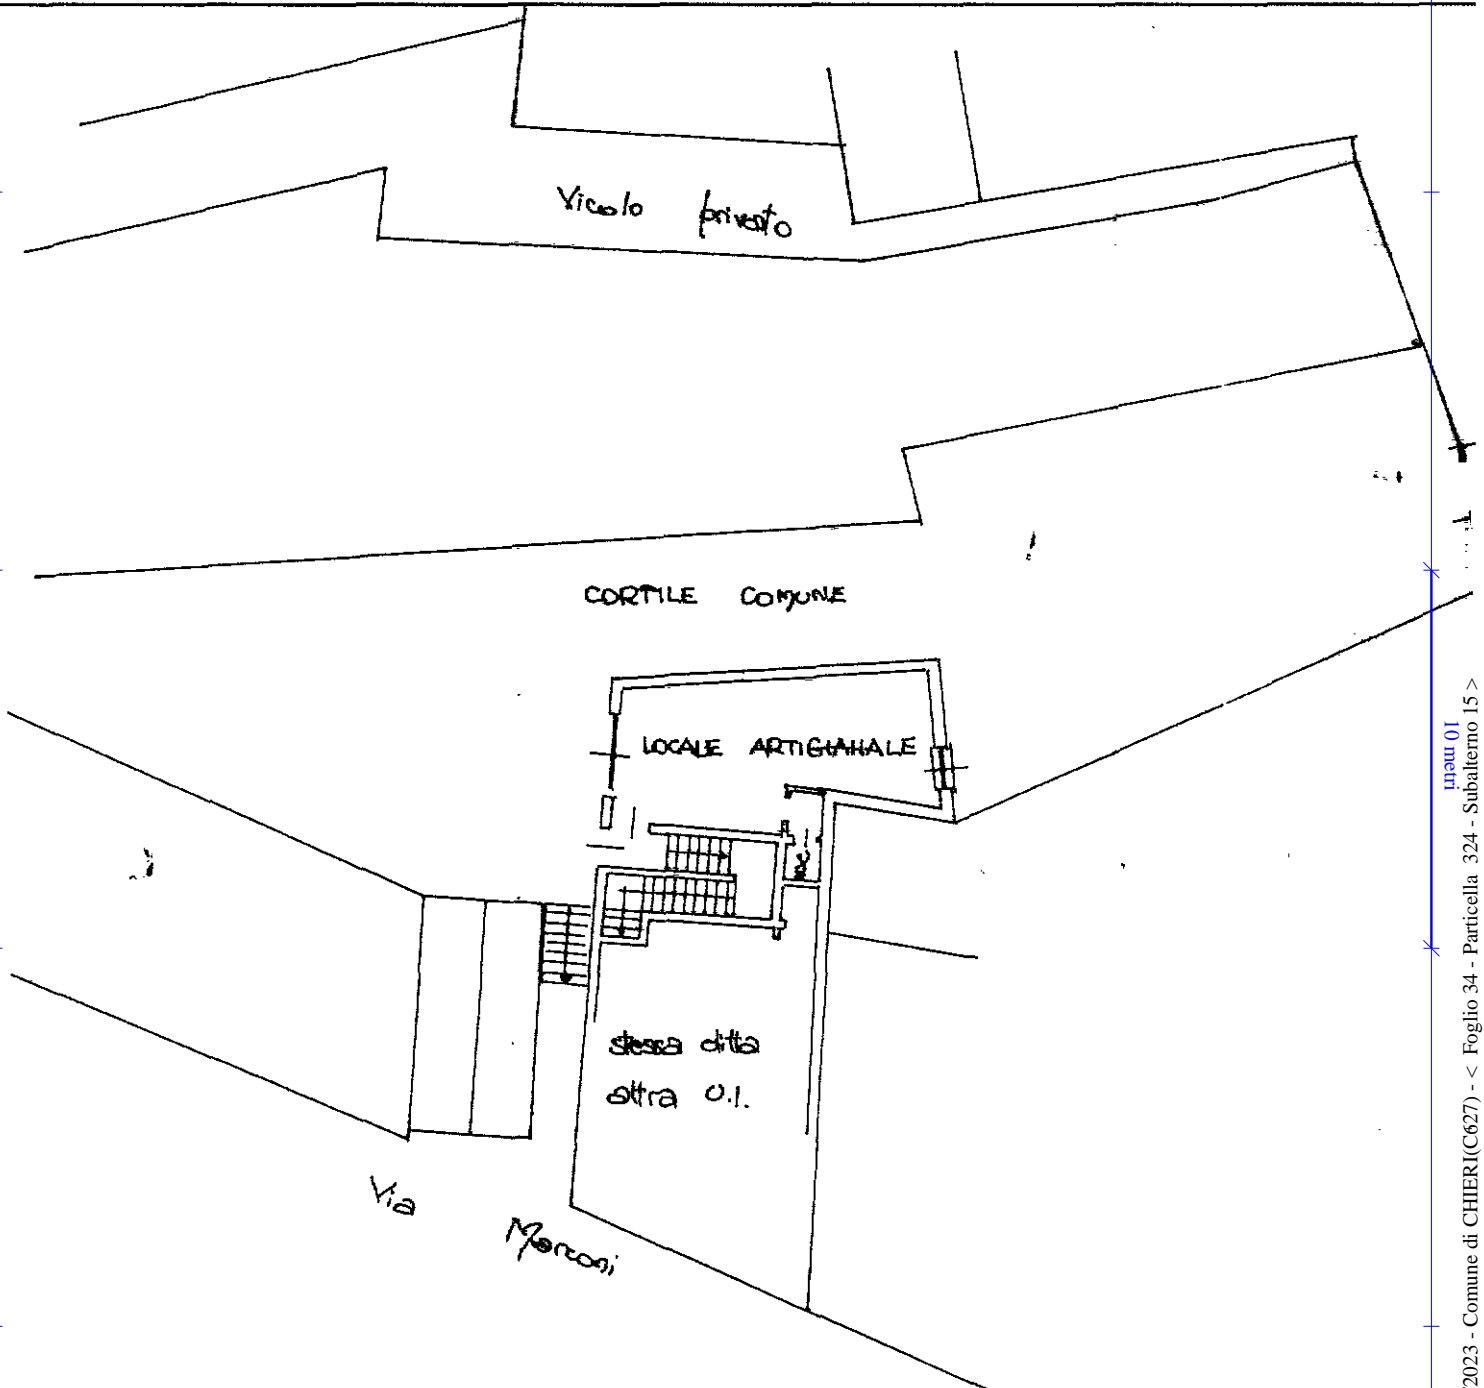 Vicolo privato
CORTILE COMUNE
LOCALE ARTIGIANALE
w.c.
stessa ditta
altra U.I.
Via Marconi
10 metri
2023 - Comune di CHIERI(C627) - < Foglio 34 - Particella 324 - Subalterno 15 >